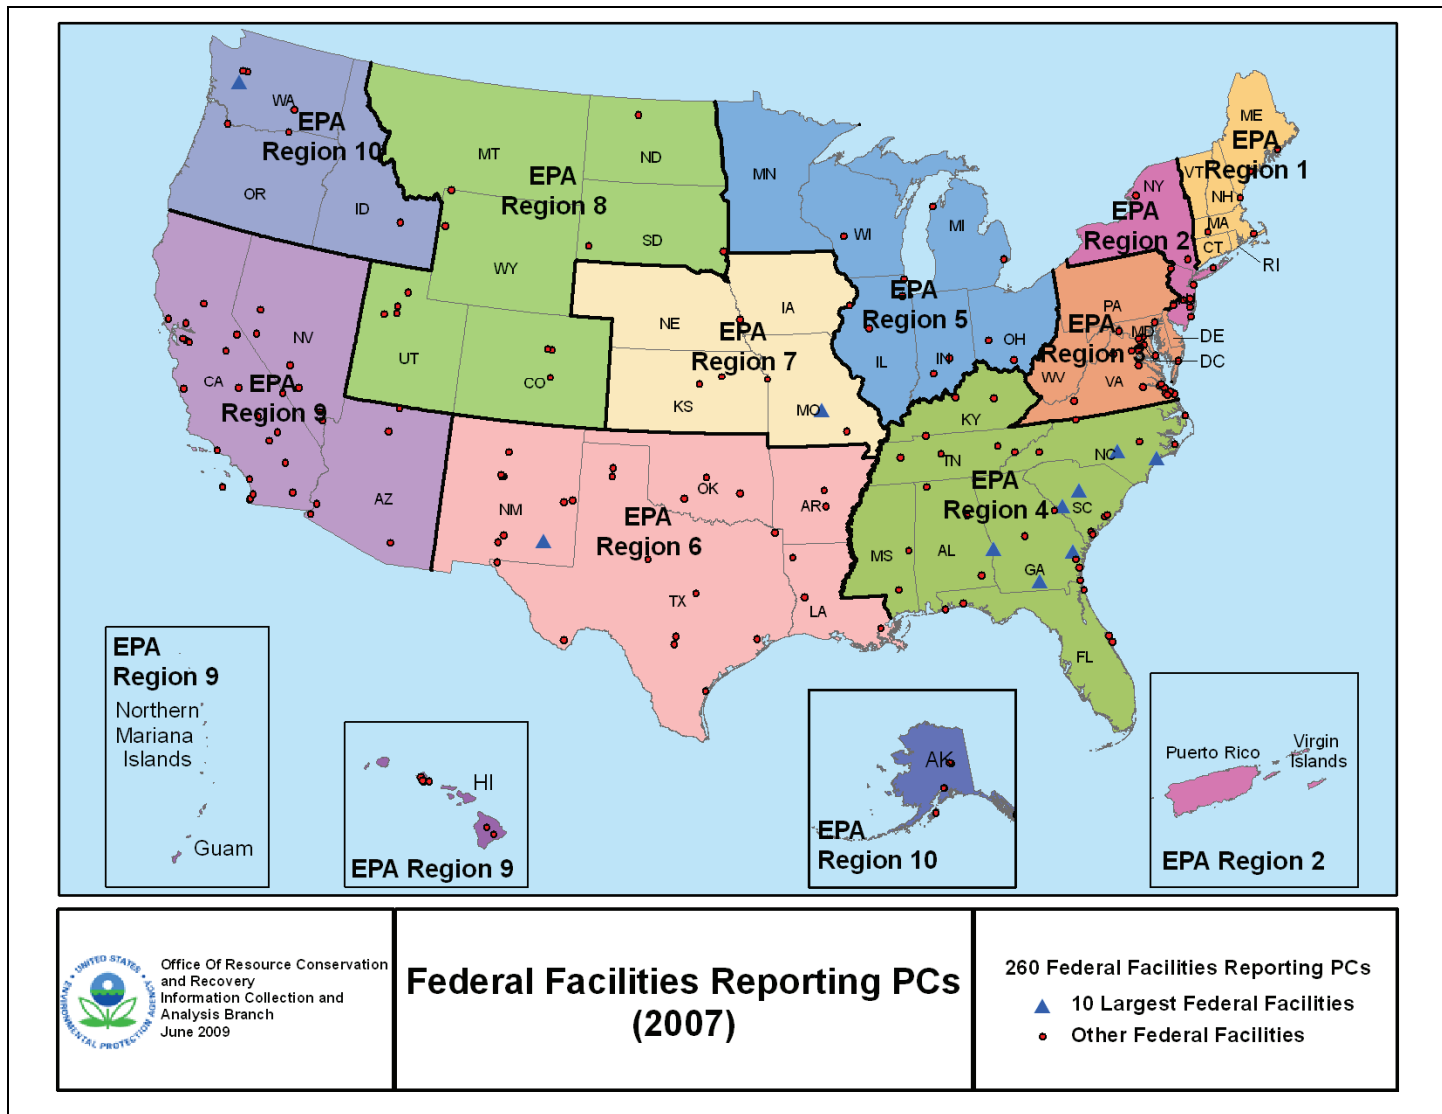 WA
EPA
Region 10
OR
ID
MT
ND
EPA
Region 8
SD
WY
UT
CO
MN
WI
MI
EPA
Region 5
IL
IN
OH
NE
IA
EPA
Region 7
KS
MO
NV
CA
EPA
Region 9
AZ
NM
OK
AR
EPA
Region 6
TX
LA
KY
TN
NC
EPA
Region 4
SC
MS
AL
GA
FL
ME
EPA
Region 1
VT
NH
MA
CT
RI
NY
EPA
Region 2
PA
EPA
Region 3
MD
DE
DC
WV
VA
EPA
Region 9
Northern
Mariana
Islands
Guam
HI
EPA Region 9
AK
EPA
Region 10
Puerto Rico
Virgin
Islands
EPA Region 2
UNITED STATES
ENVIRONMENTAL PROTECTION AGENCY
Office Of Resource Conservation
and Recovery
Information Collection and
Analysis Branch
June 2009
Federal Facilities Reporting PCs
(2007)
260 Federal Facilities Reporting PCs
10 Largest Federal Facilities
Other Federal Facilities